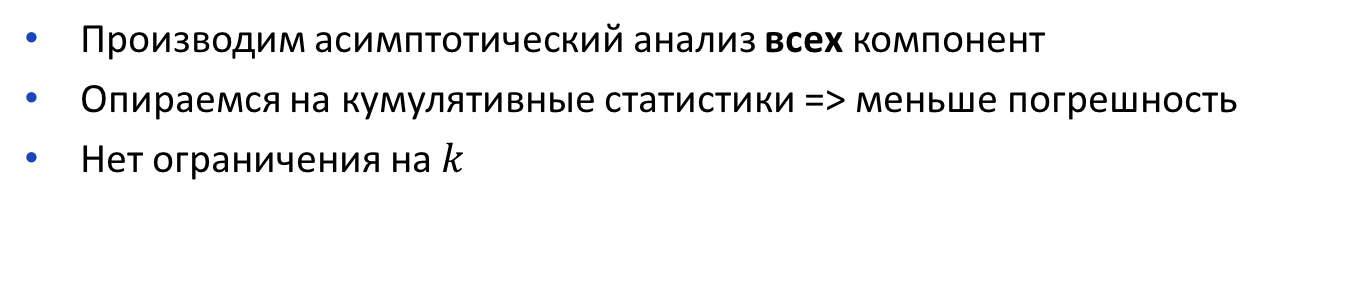 • Производим асимптотический анализ всех компонент
• Опираемся на кумулятивные статистики => меньше погрешность
• Нет ограничения на k